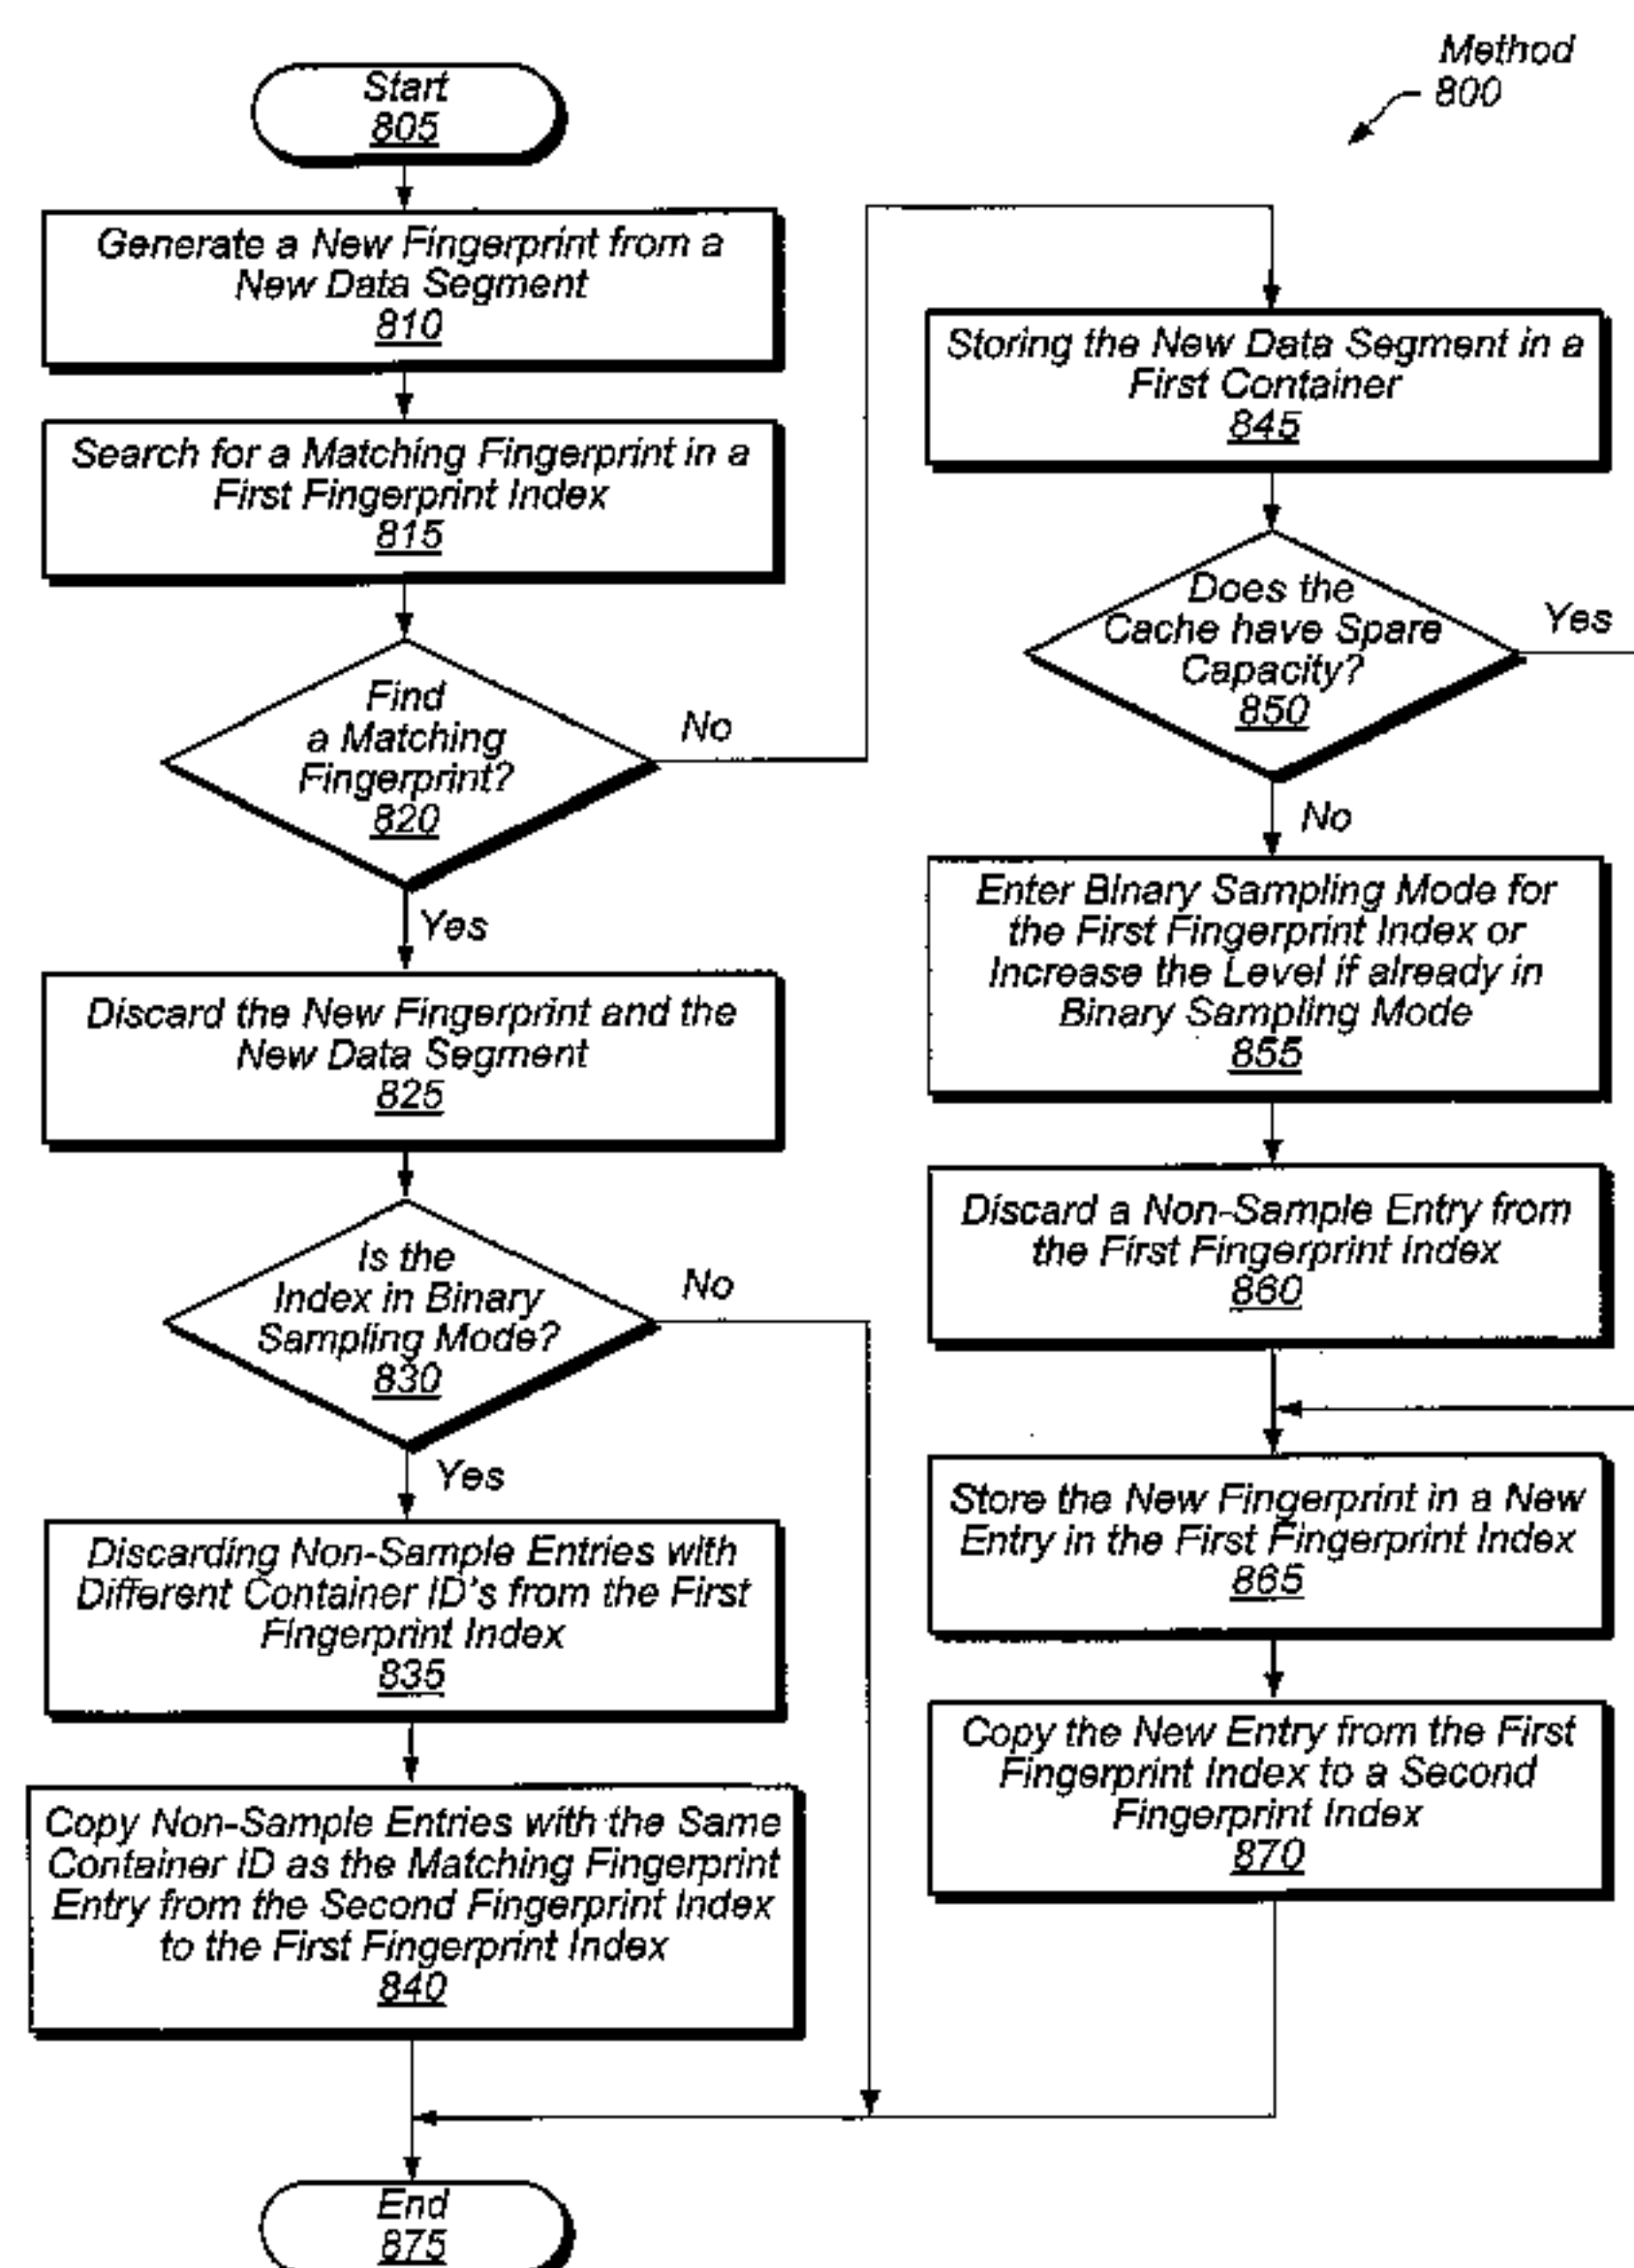 Method
800
Start
805
Generate a New Fingerprint from a
New Data Segment
810
Search for a Matching Fingerprint in a
First Fingerprint Index
815
Find
a Matching
Fingerprint?
820
No
Yes
Discard the New Fingerprint and the
New Data Segment
825
Is the
Index in Binary
Sampling Mode?
830
No
Yes
Discarding Non-Sample Entries with
Different Container ID's from the First
Fingerprint Index
835
Copy Non-Sample Entries with the Same
Container ID as the Matching Fingerprint
Entry from the Second Fingerprint Index
to the First Fingerprint Index
840
Storing the New Data Segment in a
First Container
845
Does the
Cache have Spare
Capacity?
850
Yes
No
Enter Binary Sampling Mode for
the First Fingerprint Index or
Increase the Level if already in
Binary Sampling Mode
855
Discard a Non-Sample Entry from
the First Fingerprint Index
860
Store the New Fingerprint in a New
Entry in the First Fingerprint Index
865
Copy the New Entry from the First
Fingerprint Index to a Second
Fingerprint Index
870
End
875